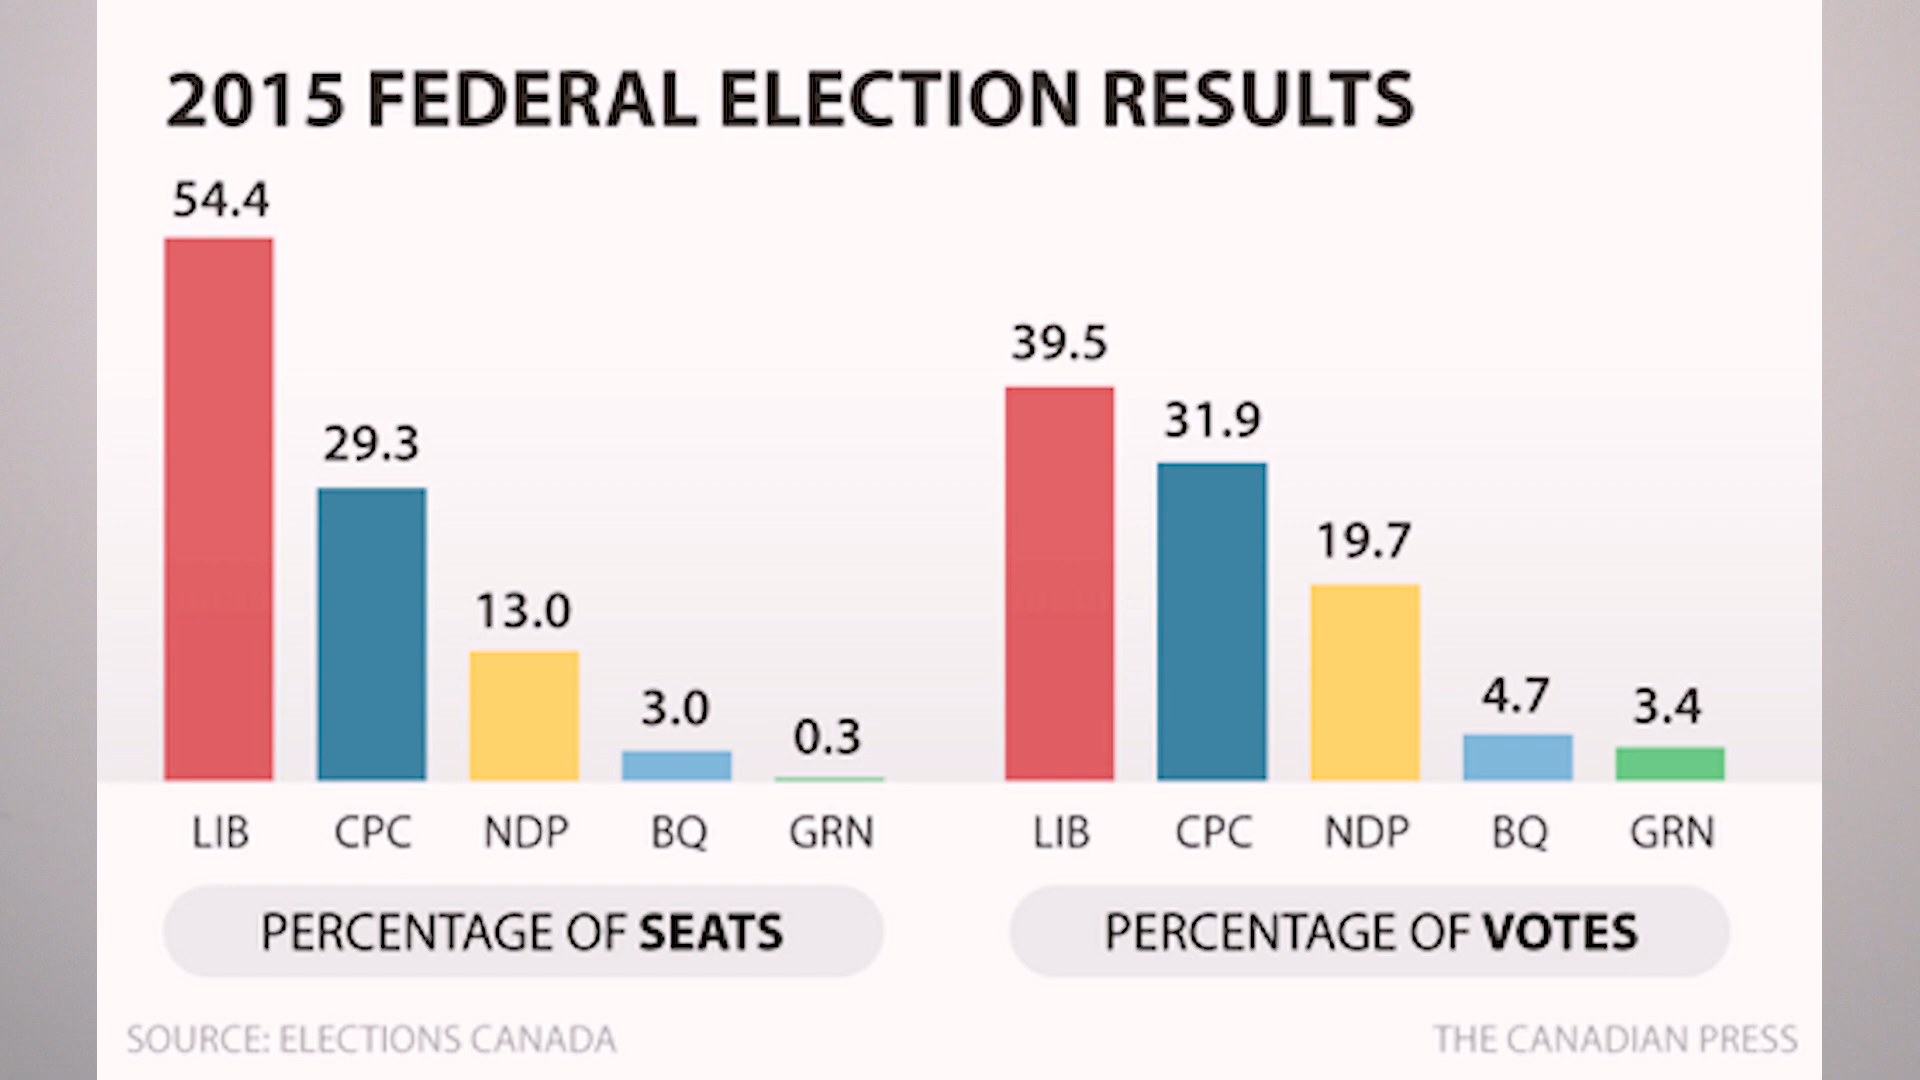 2015 FEDERAL ELECTION RESULTS
54.4
29.3
13.0
3.0
0.3
LIB CPC NDP BQ GRN
PERCENTAGE OF SEATS
39.5
31.9
19.7
4.7
3.4
LIB CPC NDP BQ GRN
PERCENTAGE OF VOTES
SOURCE: ELECTIONS CANADA
THE CANADIAN PRESS